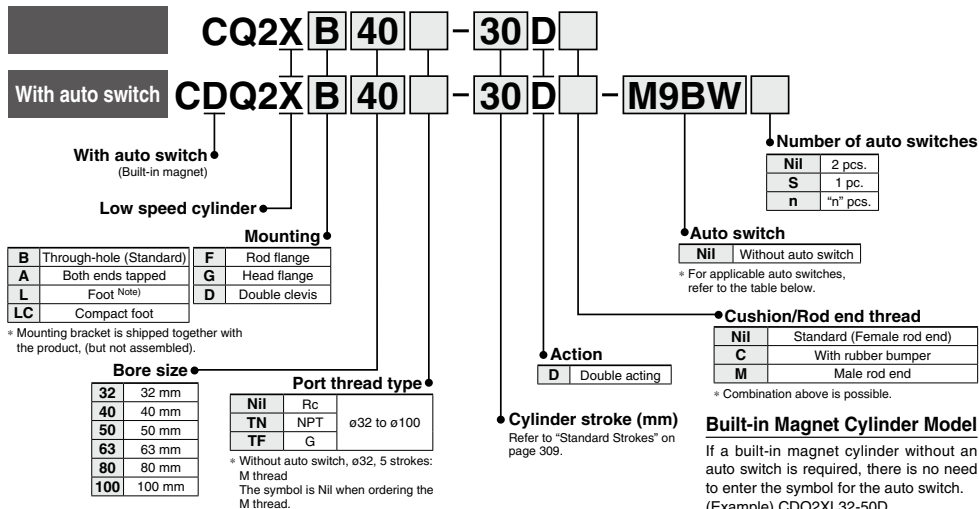 CQ2X B 40 – 30 D
With auto switch CDQ2X B 40 – 30 D – M9BW
With auto switch
(Built-in magnet)
Low speed cylinder
Mounting
B Through-hole (Standard) F Rod flange
A Both ends tapped G Head flange
L Foot Note) D Double clevis
LC Compact foot
* Mounting bracket is shipped together with
the product, (but not assembled).
Bore size
32 32 mm
40 40 mm
50 50 mm
63 63 mm
80 80 mm
100 100 mm
Port thread type
Nil Rc ø32 to ø100
TN NPT
TF G
* Without auto switch, ø32, 5 strokes:
M thread
The symbol is Nil when ordering the
M thread.
Number of auto switches
Nil 2 pcs.
S 1 pc.
n “n” pcs.
Auto switch
Nil Without auto switch
* For applicable auto switches,
refer to the table below.
Cushion/Rod end thread
Nil Standard (Female rod end)
C With rubber bumper
M Male rod end
* Combination above is possible.
Action
D Double acting
Cylinder stroke (mm)
Refer to “Standard Strokes” on
page 309.
Built-in Magnet Cylinder Model
If a built-in magnet cylinder without an
auto switch is required, there is no need
to enter the symbol for the auto switch.
(Example) CDQ2XL32-50D